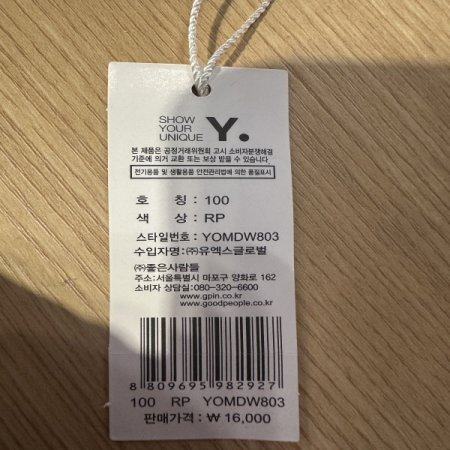 SHOW
YOUR
UNIQUE
Y.
본 제품은 공정거래위원회 고시 소비자분쟁해결
기준에 의거 교환 또는 보상 받을 수 있습니다
전기용품 및 생활용품 안전관리법에 의한 품질표시
호 칭 : 100
색 상 : RP
스타일번호 : YOMDW803
수입자명 : ㈜유엑스글로벌
㈜좋은사람들
주소:서울특별시 마포구 양화로 162
소비자 상담실:080-320-6600
www.gpin.co.kr
www.goodpeople.co.kr
8 809695 982927
100 RP YOMDW803
판매가격 : ₩ 16,000